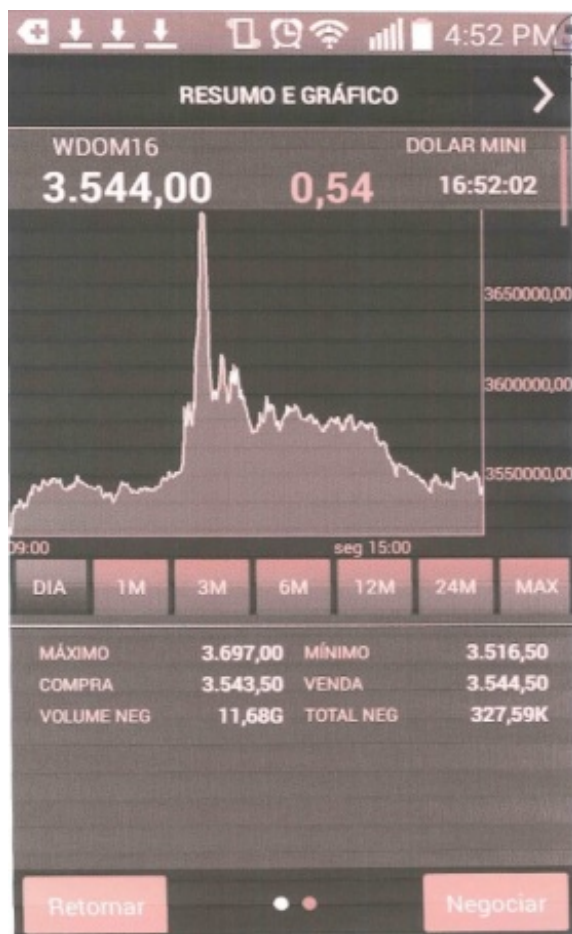 4:52 PM
RESUMO E GRÁFICO
WDOM16 DOLAR MINI
3.544,00 0,54 16:52:02
3650000,00
3600000,00
3550000,00
09:00 seg 15:00
DIA 1M 3M 6M 12M 24M MAX
MÁXIMO 3.697,00 MÍNIMO 3.516,50
COMPRA 3.543,50 VENDA 3.544,50
VOLUME NEG 11,68G TOTAL NEG 327,59K
Retornar Negociar